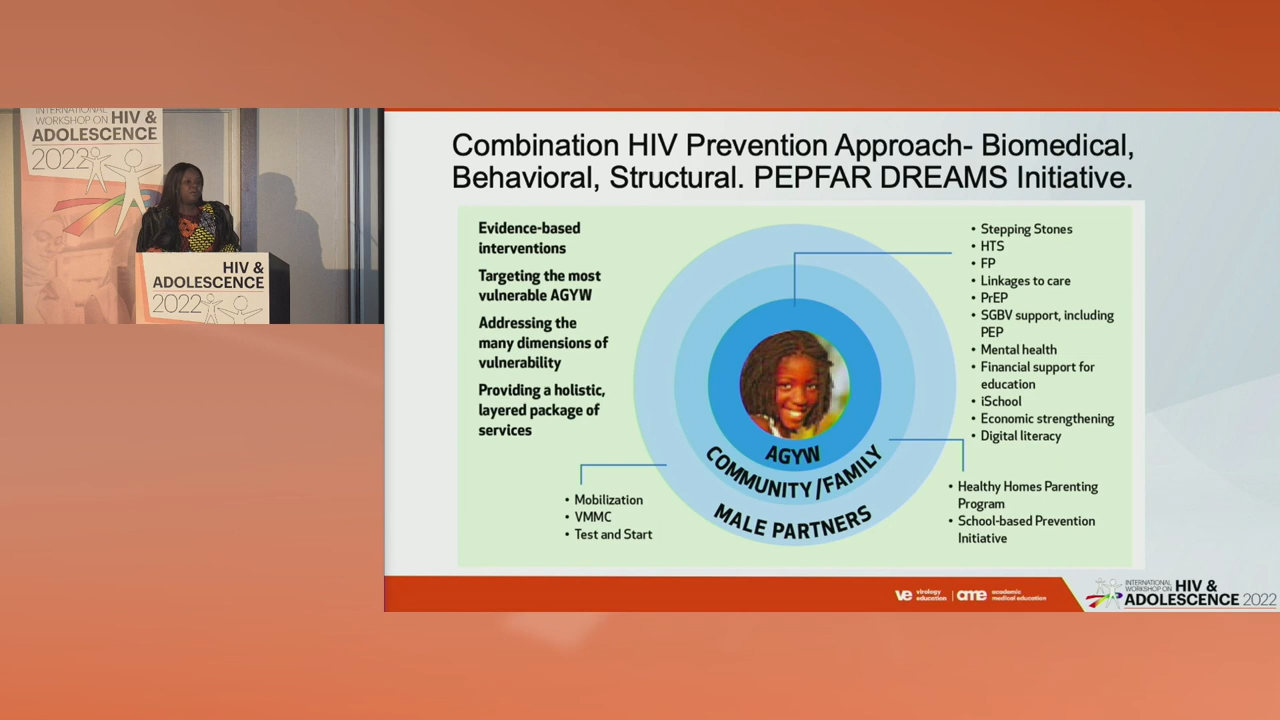 INTERNATIONAL
WORKSHOP ON HIV &
ADOLESCENCE
2022
HIV &
ADOLESCENCE
2022
Combination HIV Prevention Approach- Biomedical,
Behavioral, Structural. PEPFAR DREAMS Initiative.
Evidence-based
interventions
Targeting the most
vulnerable AGYW
Addressing the
many dimensions of
vulnerability
Providing a holistic,
layered package of
services
• Stepping Stones
• HTS
• FP
• Linkages to care
• PrEP
• SGBV support, including
PEP
• Mental health
• Financial support for
education
• iSchool
• Economic strengthening
• Digital literacy
AGYW
COMMUNITY/FAMILY
MALE PARTNERS
• Mobilization
• VMMC
• Test and Start
• Healthy Homes Parenting
Program
• School-based Prevention
Initiative
ve virology
education
ame academic
medical education
INTERNATIONAL
WORKSHOP ON HIV &
ADOLESCENCE 2022